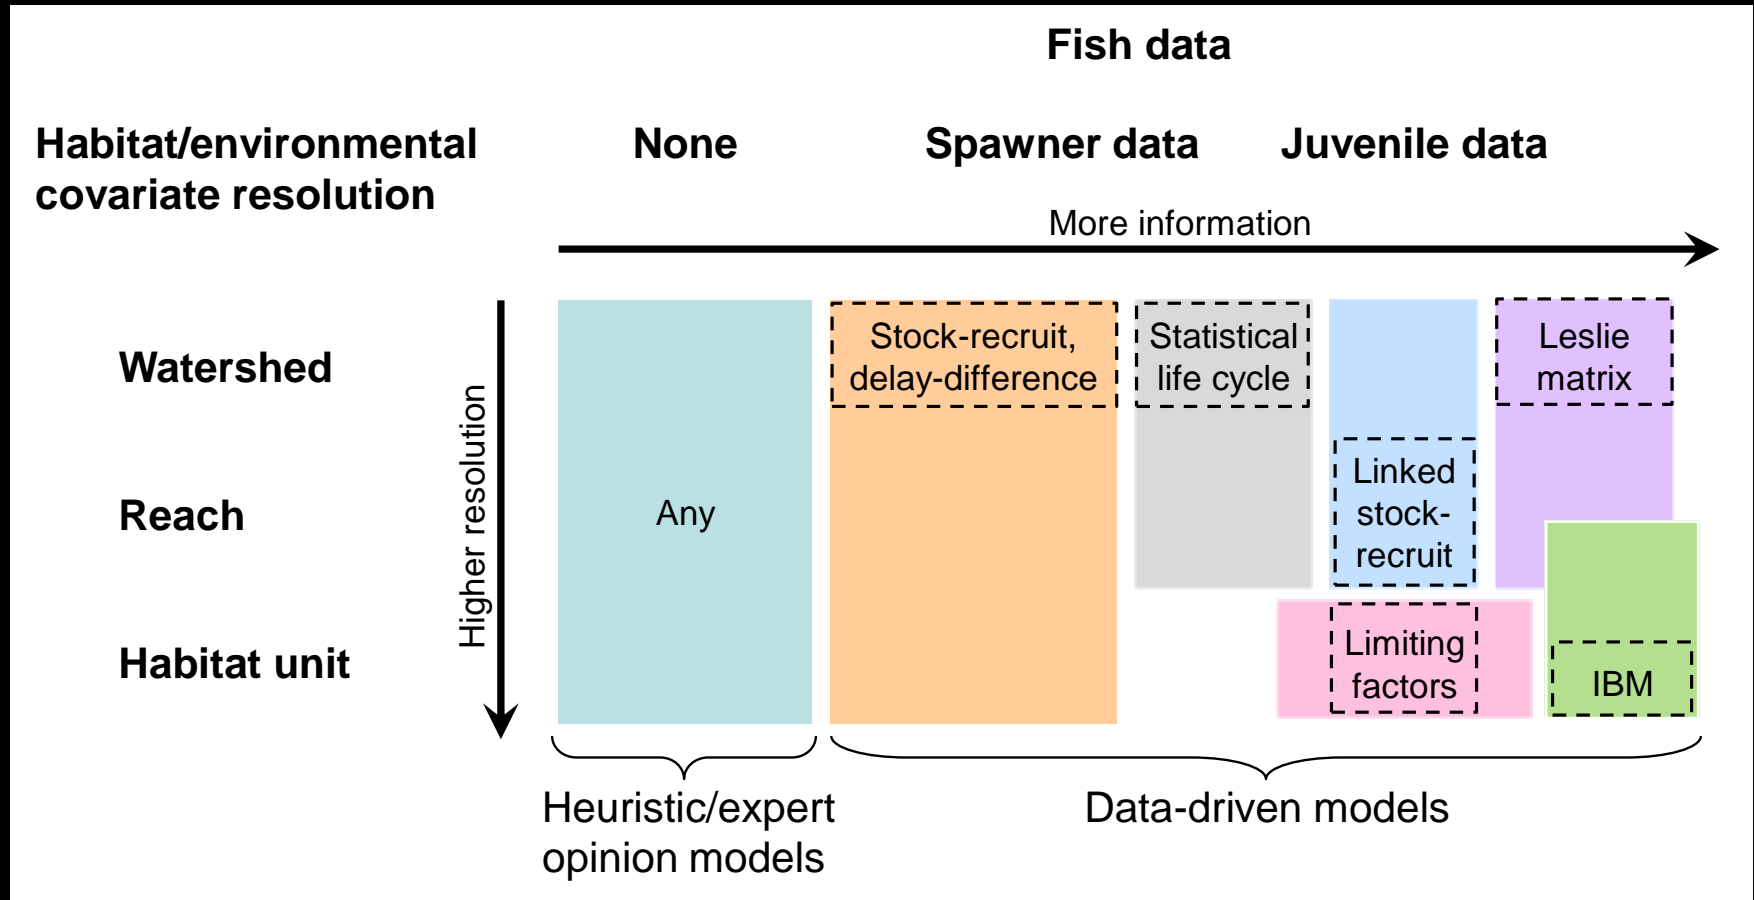 Fish data
Habitat/environmental
covariate resolution
None
Spawner data
Juvenile data
More information
Higher resolution
Watershed
Reach
Habitat unit
Any
Stock-recruit,
delay-difference
Statistical
life cycle
Linked
stock-
recruit
Leslie
matrix
Limiting
factors
IBM
Heuristic/expert
opinion models
Data-driven models